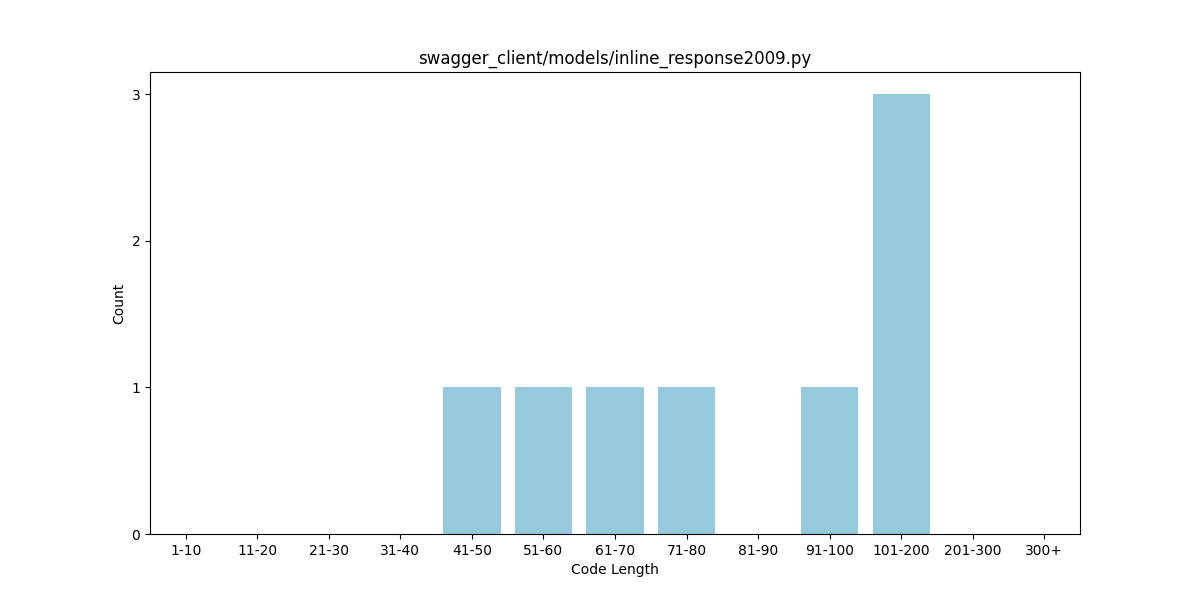 swagger_client/models/inline_response2009.py
3
2
1
0
Count
1-10 11-20 21-30 31-40 41-50 51-60 61-70 71-80 81-90 91-100 101-200 201-300 300+
Code Length